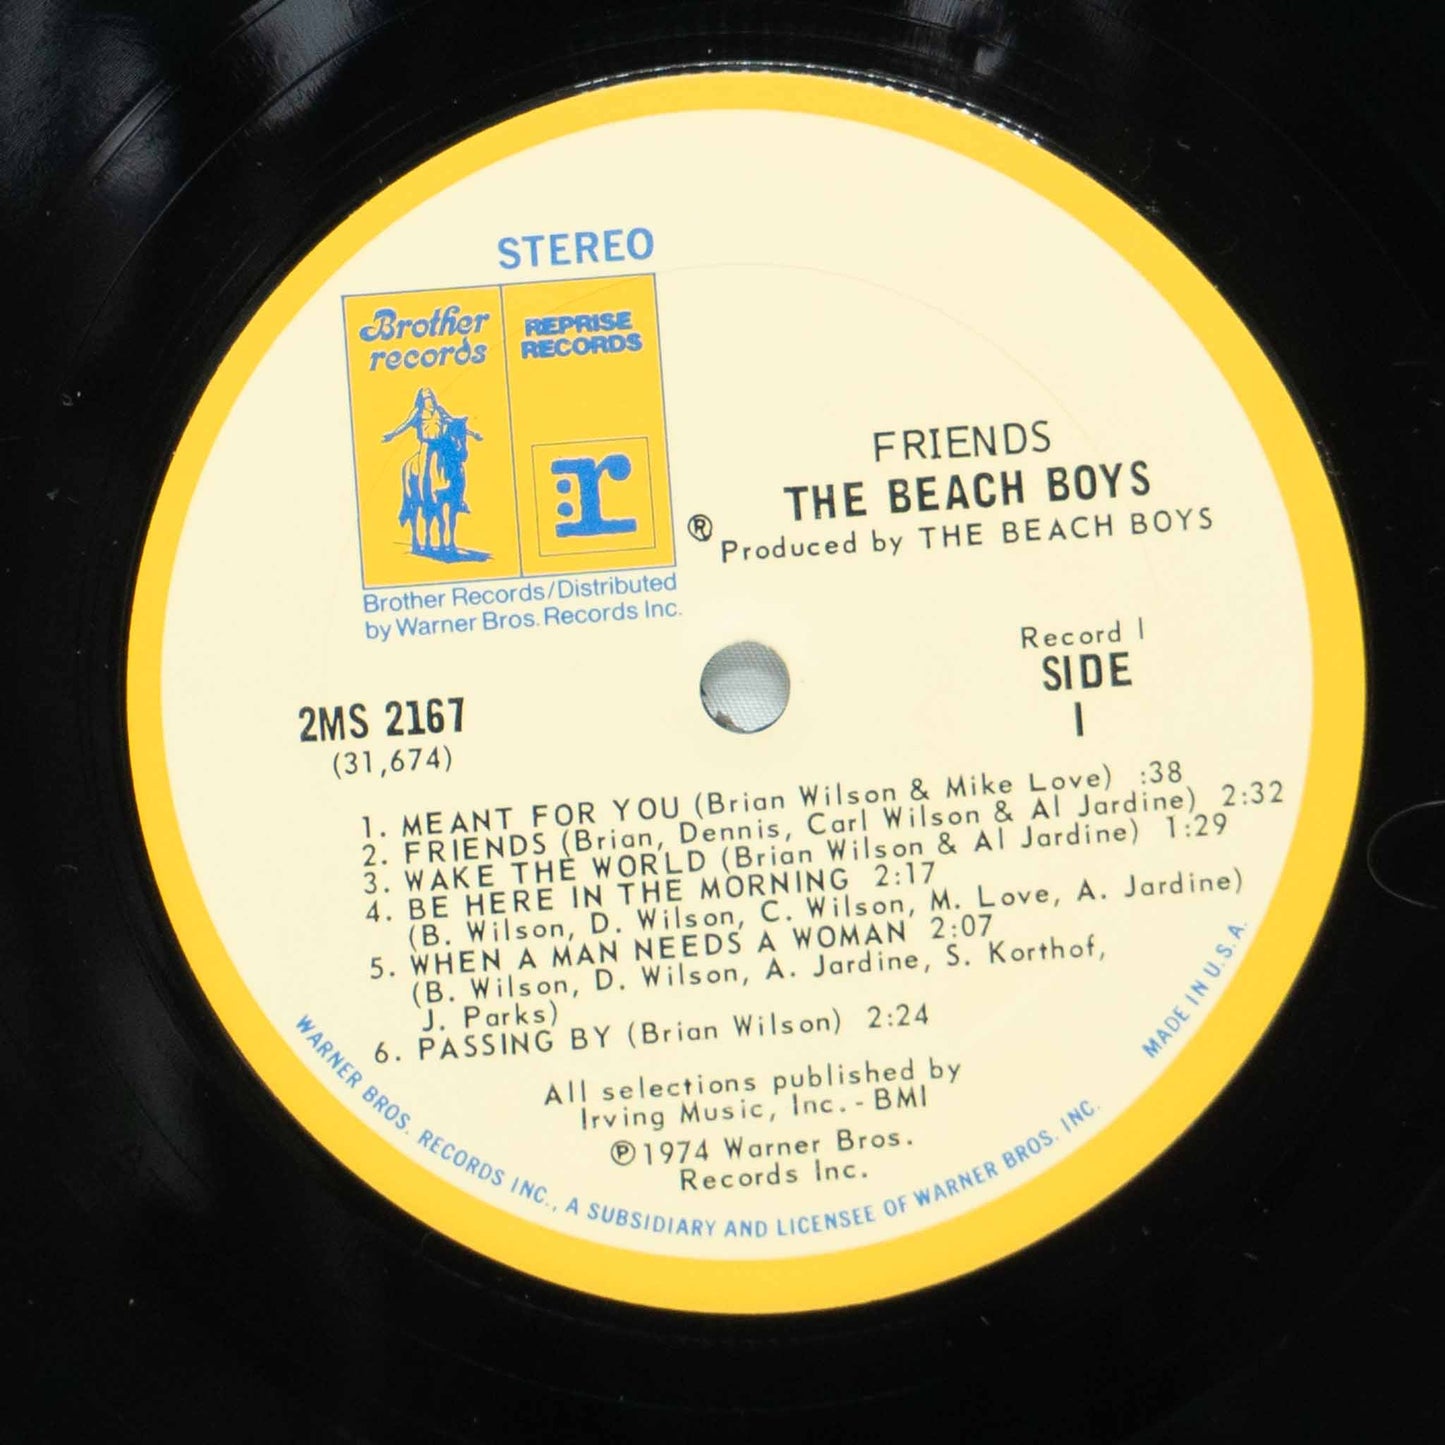 STEREO
Brother
records
REPRISE
RECORDS
r
Brother Records/Distributed
by Warner Bros. Records Inc.
FRIENDS
THE BEACH BOYS
®
Produced by THE BEACH BOYS
Record 1
SIDE
1
2MS 2167
(31,674)
1. MEANT FOR YOU (Brian Wilson & Mike Love) :38
2. FRIENDS (Brian, Dennis, Carl Wilson & Al Jardine) 2:32
3. WAKE THE WORLD (Brian Wilson & Al Jardine) 1:29
4. BE HERE IN THE MORNING 2:17
(B. Wilson, D. Wilson, C. Wilson, M. Love, A. Jardine)
5. WHEN A MAN NEEDS A WOMAN 2:07
(B. Wilson, D. Wilson, A. Jardine, S. Korthof,
J. Parks)
6. PASSING BY (Brian Wilson) 2:24
All selections published by
Irving Music, Inc. - BMI
℗1974 Warner Bros.
Records Inc.
WARNER BROS. RECORDS INC., A SUBSIDIARY AND LICENSEE OF WARNER BROS. INC.
MADE IN U.S.A.